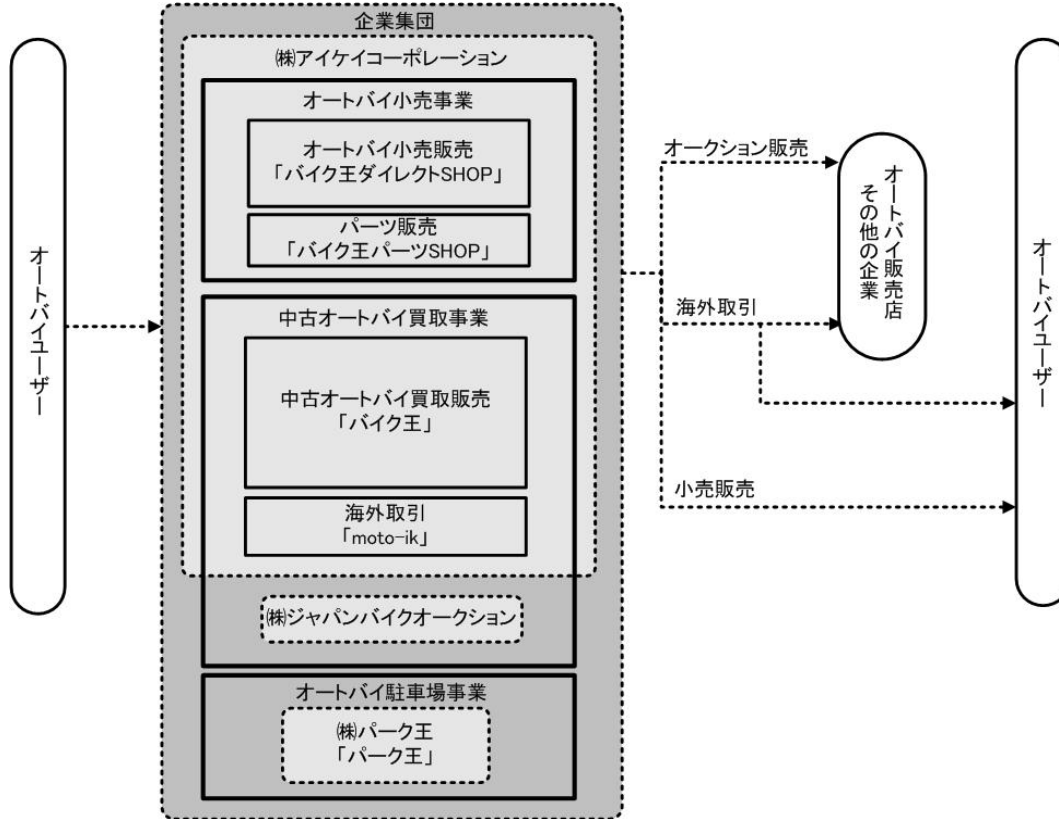 企業集団
㈱アイケイコーポレーション
オートバイ小売事業
オートバイ小売販売
「バイク王ダイレクトSHOP」
パーツ販売
「バイク王パーツSHOP」
中古オートバイ買取事業
中古オートバイ買取販売
「バイク王」
海外取引
「moto-ik」
㈱ジャパンバイクオークション
オートバイ駐車場事業
㈱パーク王
「パーク王」
オートバイユーザー
オークション販売
海外取引
小売販売
オートバイ販売店
その他の企業
オートバイユーザー